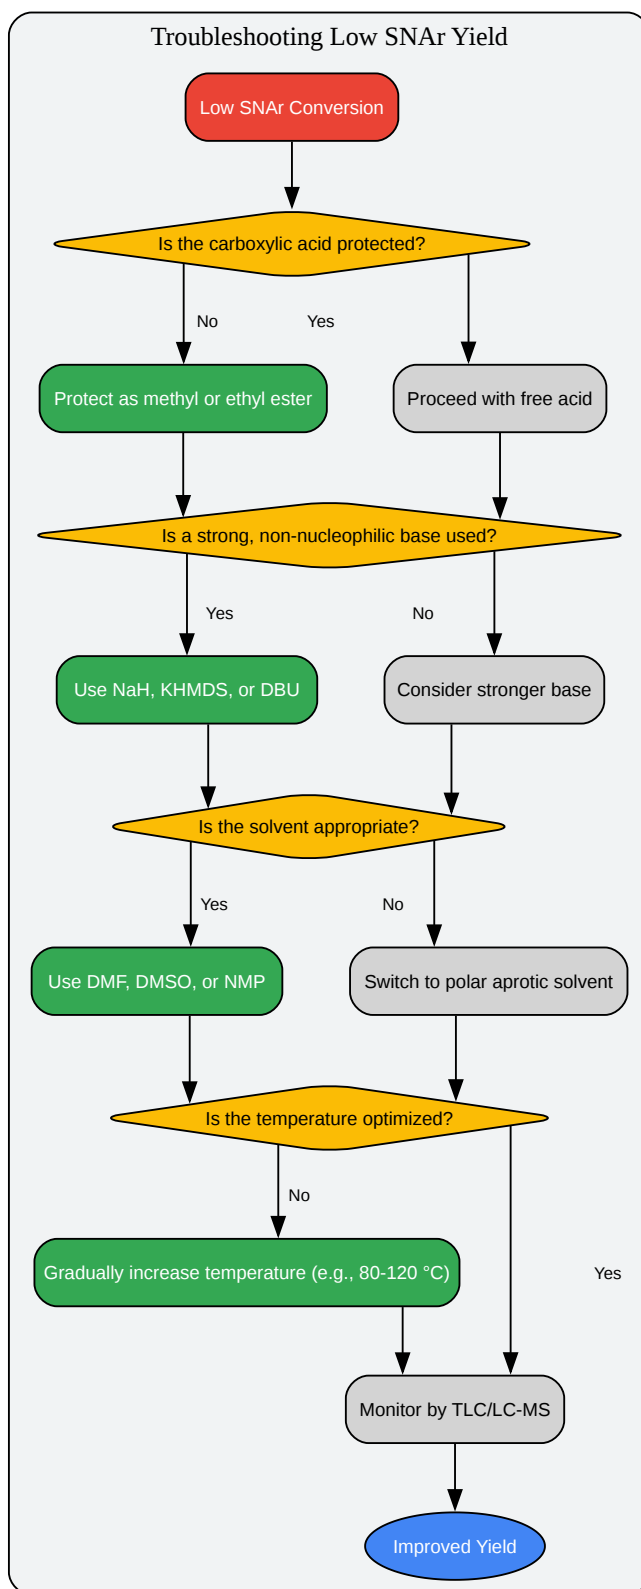 Troubleshooting Low SNAr Yield
Low SNAr Conversion
Is the carboxylic acid protected?
No
Yes
Protect as methyl or ethyl ester
Proceed with free acid
Is a strong, non-nucleophilic base used?
Yes
No
Use NaH, KHMDS, or DBU
Consider stronger base
Is the solvent appropriate?
Yes
No
Use DMF, DMSO, or NMP
Switch to polar aprotic solvent
Is the temperature optimized?
No
Gradually increase temperature (e.g., 80-120 °C)
Yes
Monitor by TLC/LC-MS
Improved Yield